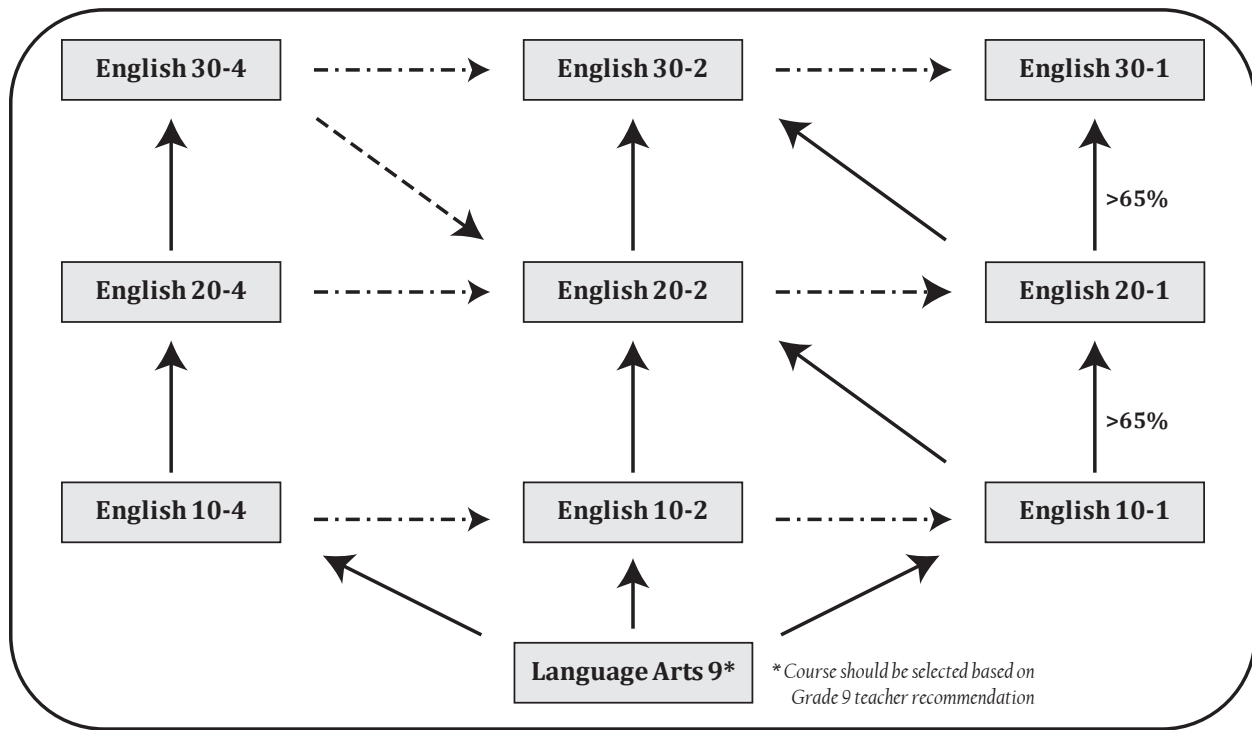 English 30-4
English 30-2
English 30-1
>65%
English 20-4
English 20-2
English 20-1
>65%
English 10-4
English 10-2
English 10-1
Language Arts 9*
* Course should be selected based on
Grade 9 teacher recommendation